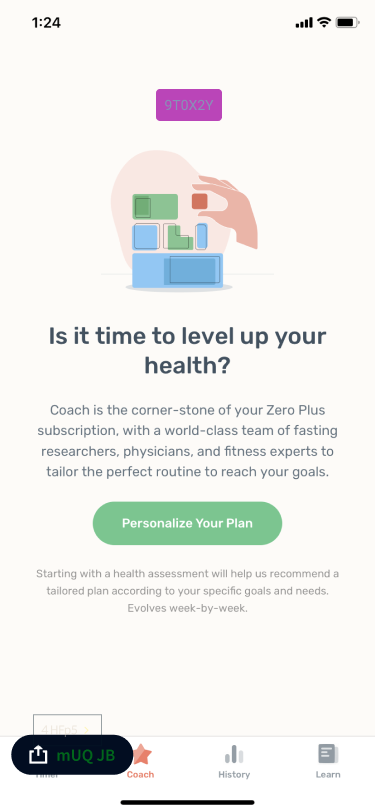 1:24
9T0X2Y
Is it time to level up your
health?
Coach is the corner-stone of your Zero Plus
subscription, with a world-class team of fasting
researchers, physicians, and fitness experts to
tailor the perfect routine to reach your goals.
Personalize Your Plan
Starting with a health assessment will help us recommend a
tailored plan according to your specific goals and needs.
Evolves week-by-week.
mUQ JB
Timer
Coach
History
Learn